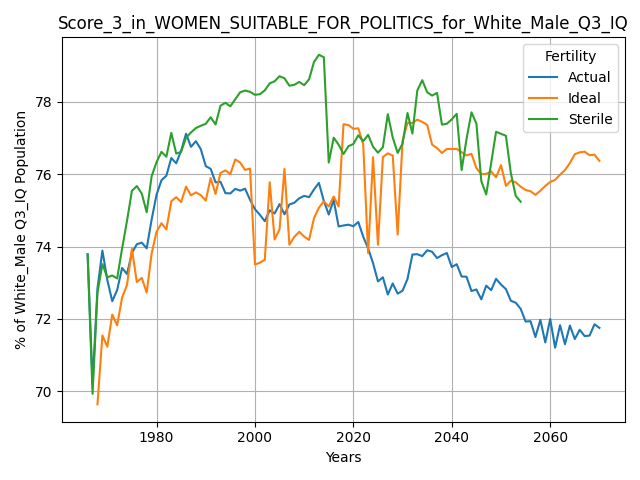 Score_3_in_WOMEN_SUITABLE_FOR_POLITICS_for_White_Male_Q3_IQ
Fertility
Actual
Ideal
Sterile
% of White_Male Q3_IQ Population
78
76
74
72
70
1980
2000
2020
2040
2060
Years